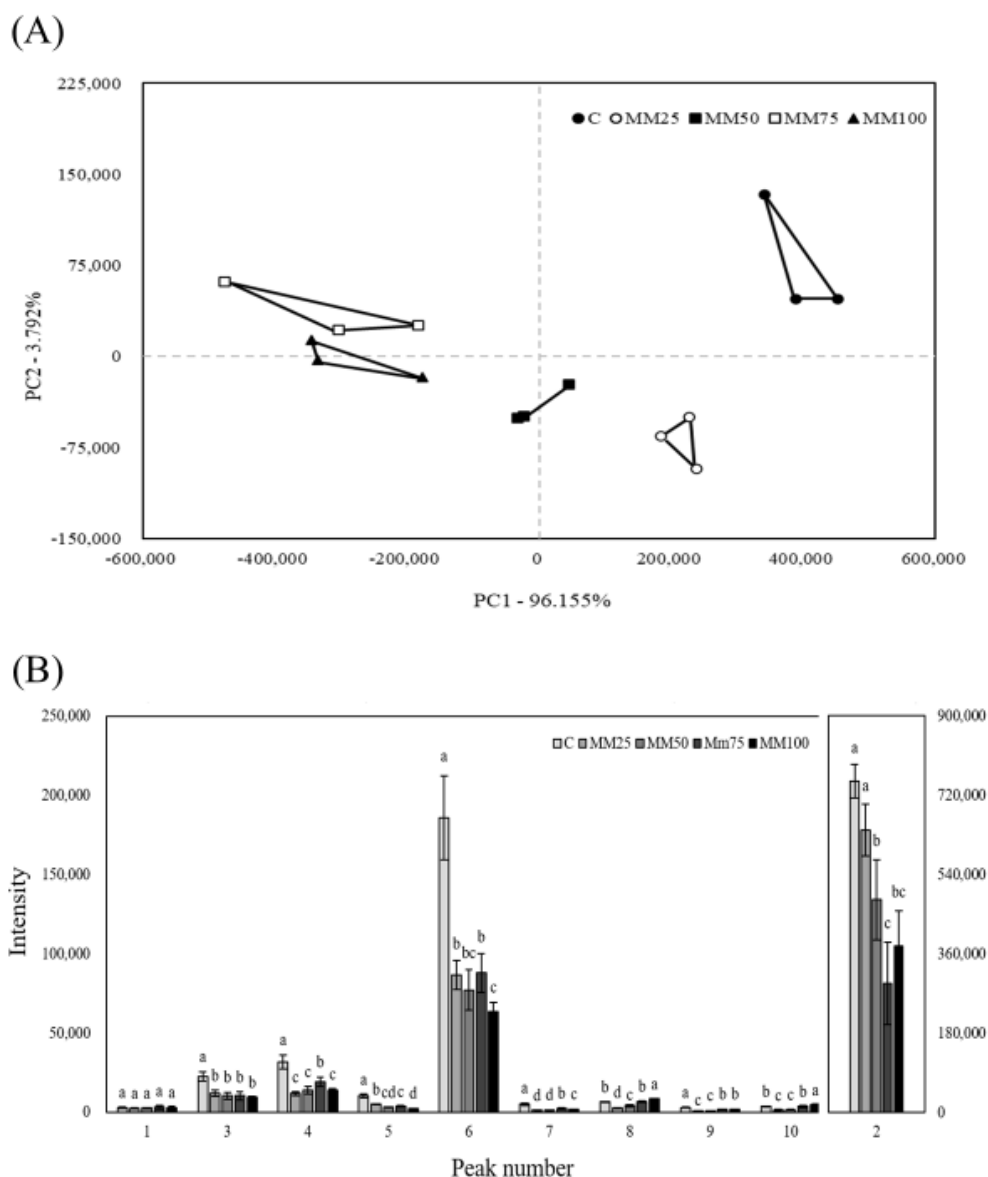 (A)
225,000
C MM25 MM50 MM75 MM100
150,000
75,000
0
-75,000
-150,000
PC2 - 3.792%
-600,000 -400,000 -200,000 0 200,000 400,000 600,000
PC1 - 96.155%
(B)
250,000 900,000
C MM25 MM50 Mm75 MM100
200,000 720,000
150,000 540,000
100,000 360,000
50,000 180,000
0 0
Intensity
a a a a a
a b b b b
a c c b c
a b cd c d
a b bc b c
a d d b c
b d c b a
a c c b b
b c c b a
a a b c bc
1 3 4 5 6 7 8 9 10 2
Peak number